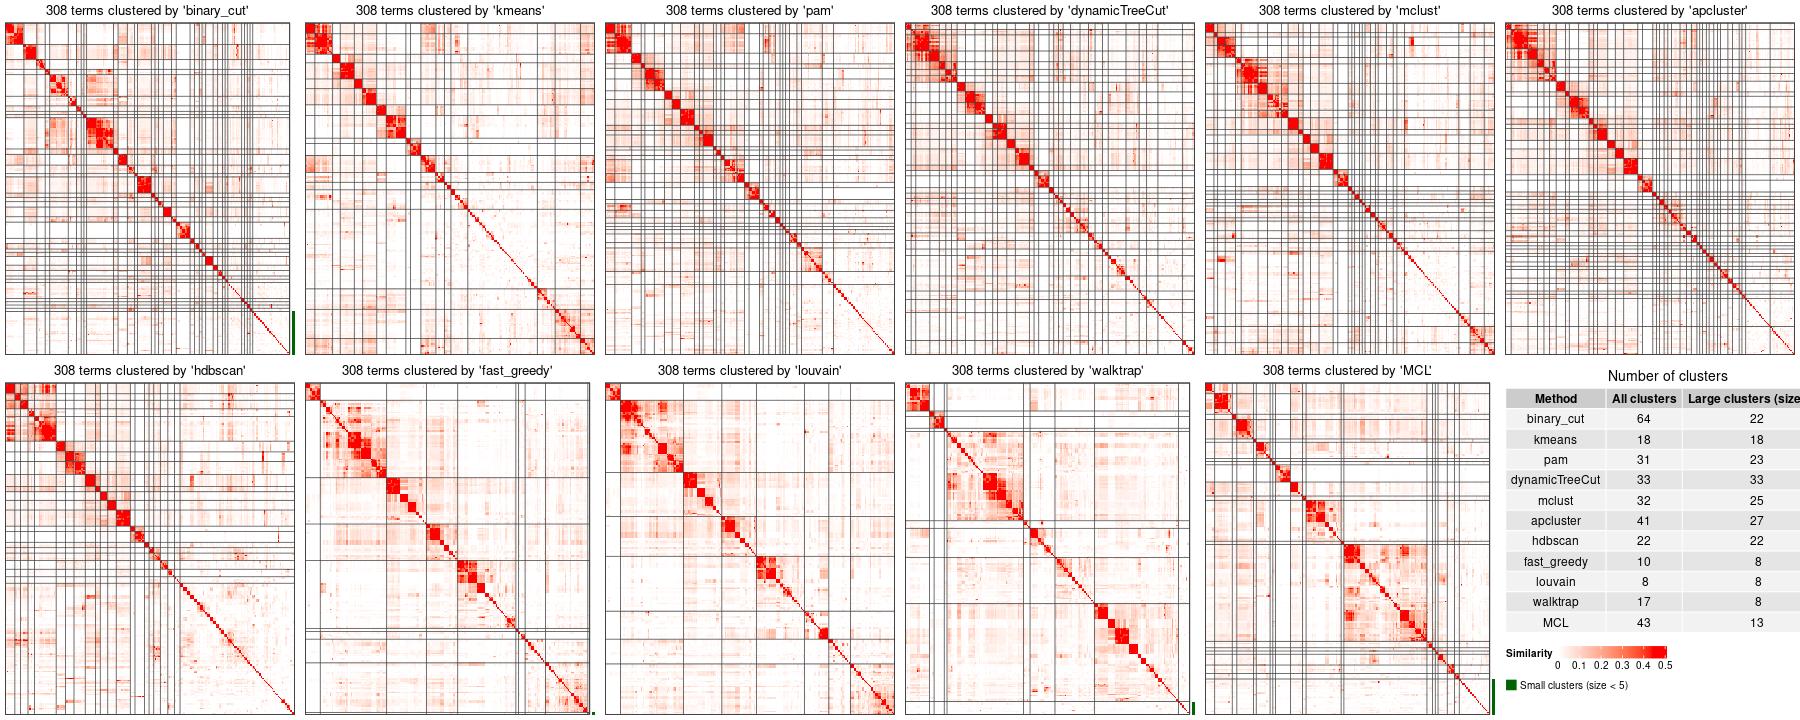 308 terms clustered by 'binary_cut'
308 terms clustered by 'kmeans'
308 terms clustered by 'pam'
308 terms clustered by 'dynamicTreeCut'
308 terms clustered by 'mclust'
308 terms clustered by 'apcluster'
308 terms clustered by 'hdbscan'
308 terms clustered by 'fast_greedy'
308 terms clustered by 'louvain'
308 terms clustered by 'walktrap'
308 terms clustered by 'MCL'
Number of clusters
Method All clusters Large clusters (size
binary_cut 64 22
kmeans 18 18
pam 31 23
dynamicTreeCut 33 33
mclust 32 25
apcluster 41 27
hdbscan 22 22
fast_greedy 10 8
louvain 8 8
walktrap 17 8
MCL 43 13
Similarity
0 0.1 0.2 0.3 0.4 0.5
Small clusters (size < 5)